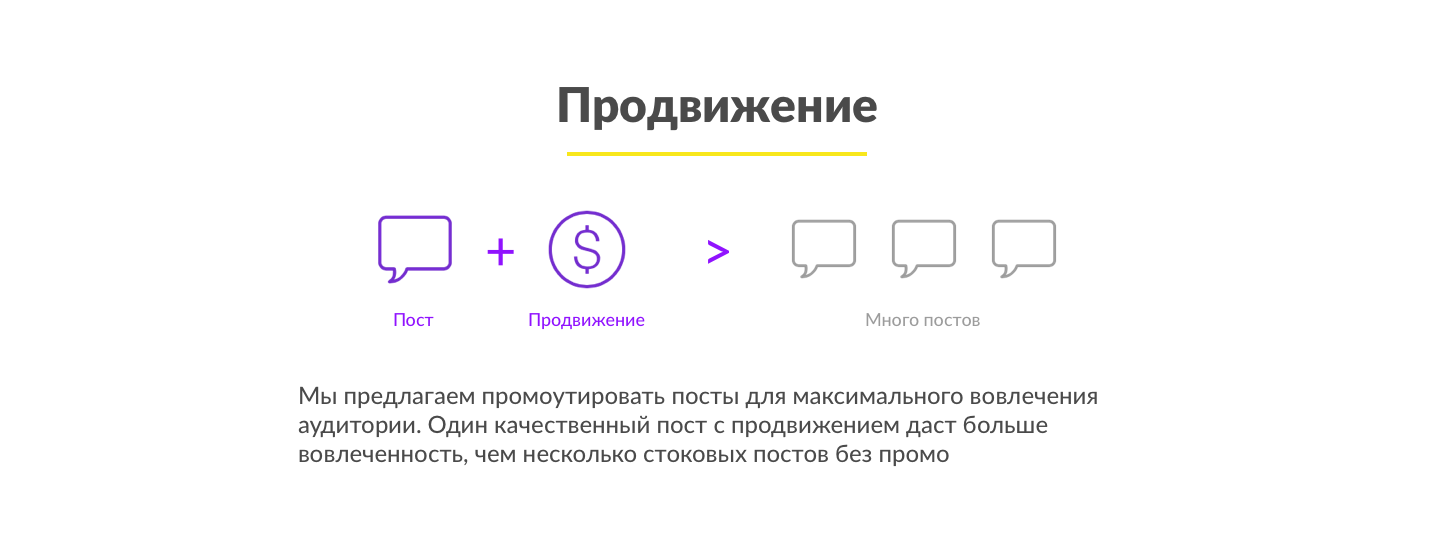 Продвижение
+ $ >
Пост Продвижение Много постов
Мы предлагаем промоутировать посты для максимального вовлечения
аудитории. Один качественный пост с продвижением даст больше
вовлеченность, чем несколько стоковых постов без промо